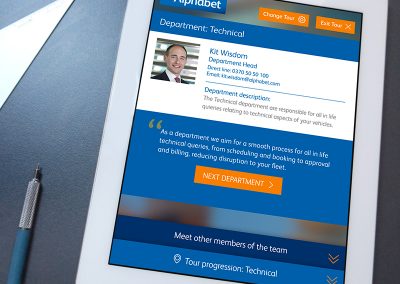 Alphabet
Change Tour
Exit Tour
Department: Technical
Kit Wisdom
Department Head
Direct line: 0370 50 50 100
Email: kit.wisdom@alphabet.com
Department description:
The Technical department are responsible for all in life
queries relating to technical aspects of your vehicles.
As a department we aim for a smooth process for all in life
technical queries, from scheduling and booking to approval
and billing, reducing disruption to your fleet.
NEXT DEPARTMENT
Meet other members of the team
Tour progression: Technical